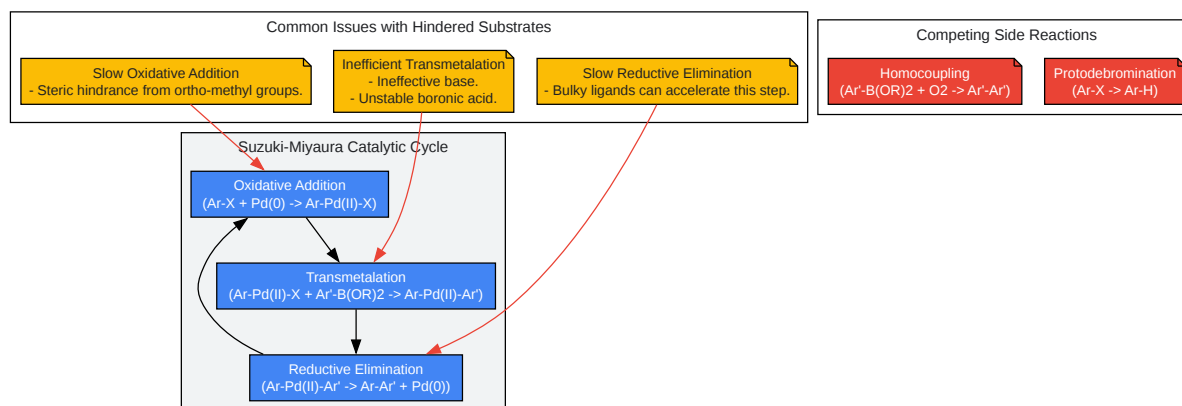 Common Issues with Hindered Substrates
Slow Oxidative Addition
- Steric hindrance from ortho-methyl groups.
Inefficient Transmetalation
- Ineffective base.
- Unstable boronic acid.
Slow Reductive Elimination
- Bulky ligands can accelerate this step.
Competing Side Reactions
Homocoupling
(Ar'-B(OR)2 + O2 -> Ar'-Ar')
Protodebromination
(Ar-X -> Ar-H)
Suzuki-Miyaura Catalytic Cycle
Oxidative Addition
(Ar-X + Pd(0) -> Ar-Pd(II)-X)
Transmetalation
(Ar-Pd(II)-X + Ar'-B(OR)2 -> Ar-Pd(II)-Ar')
Reductive Elimination
(Ar-Pd(II)-Ar' -> Ar-Ar' + Pd(0))